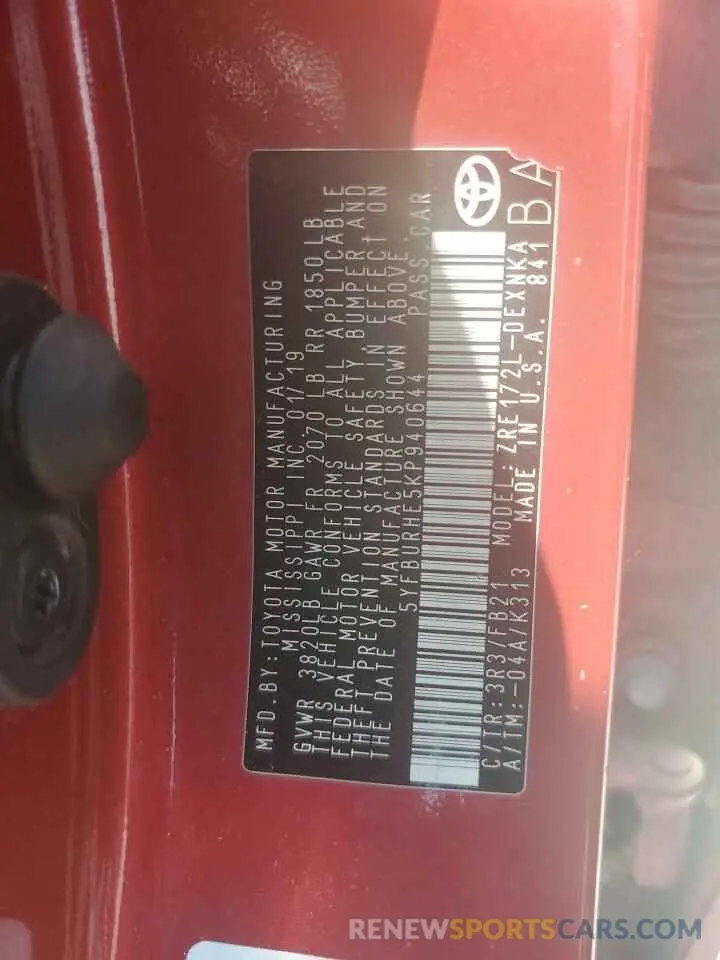 MFD.BY:TOYOTA MOTOR MANUFACTURING
MISSISSIPPI INC. 01/19
GVWR 3820LB GAWR FR 2070 LB RR 1850LB
THIS VEHICLE CONFORMS TO ALL APPLICABLE
FEDERAL MOTOR VEHICLE SAFETY BUMPER, AND
THEFT PREVENTION STANDARDS IN EFFECT ON
THE DATE OF MANUFACTURE SHOWN ABOVE.
5YFBURHE5KP940644 PASS.CAR
C/TR:3R3/FB21 MODEL:ZRE172L-DEXNKA
A/TM:-04A/K313 MADE IN U.S.A. 841 BA
RENEWSPORTSCARS.COM